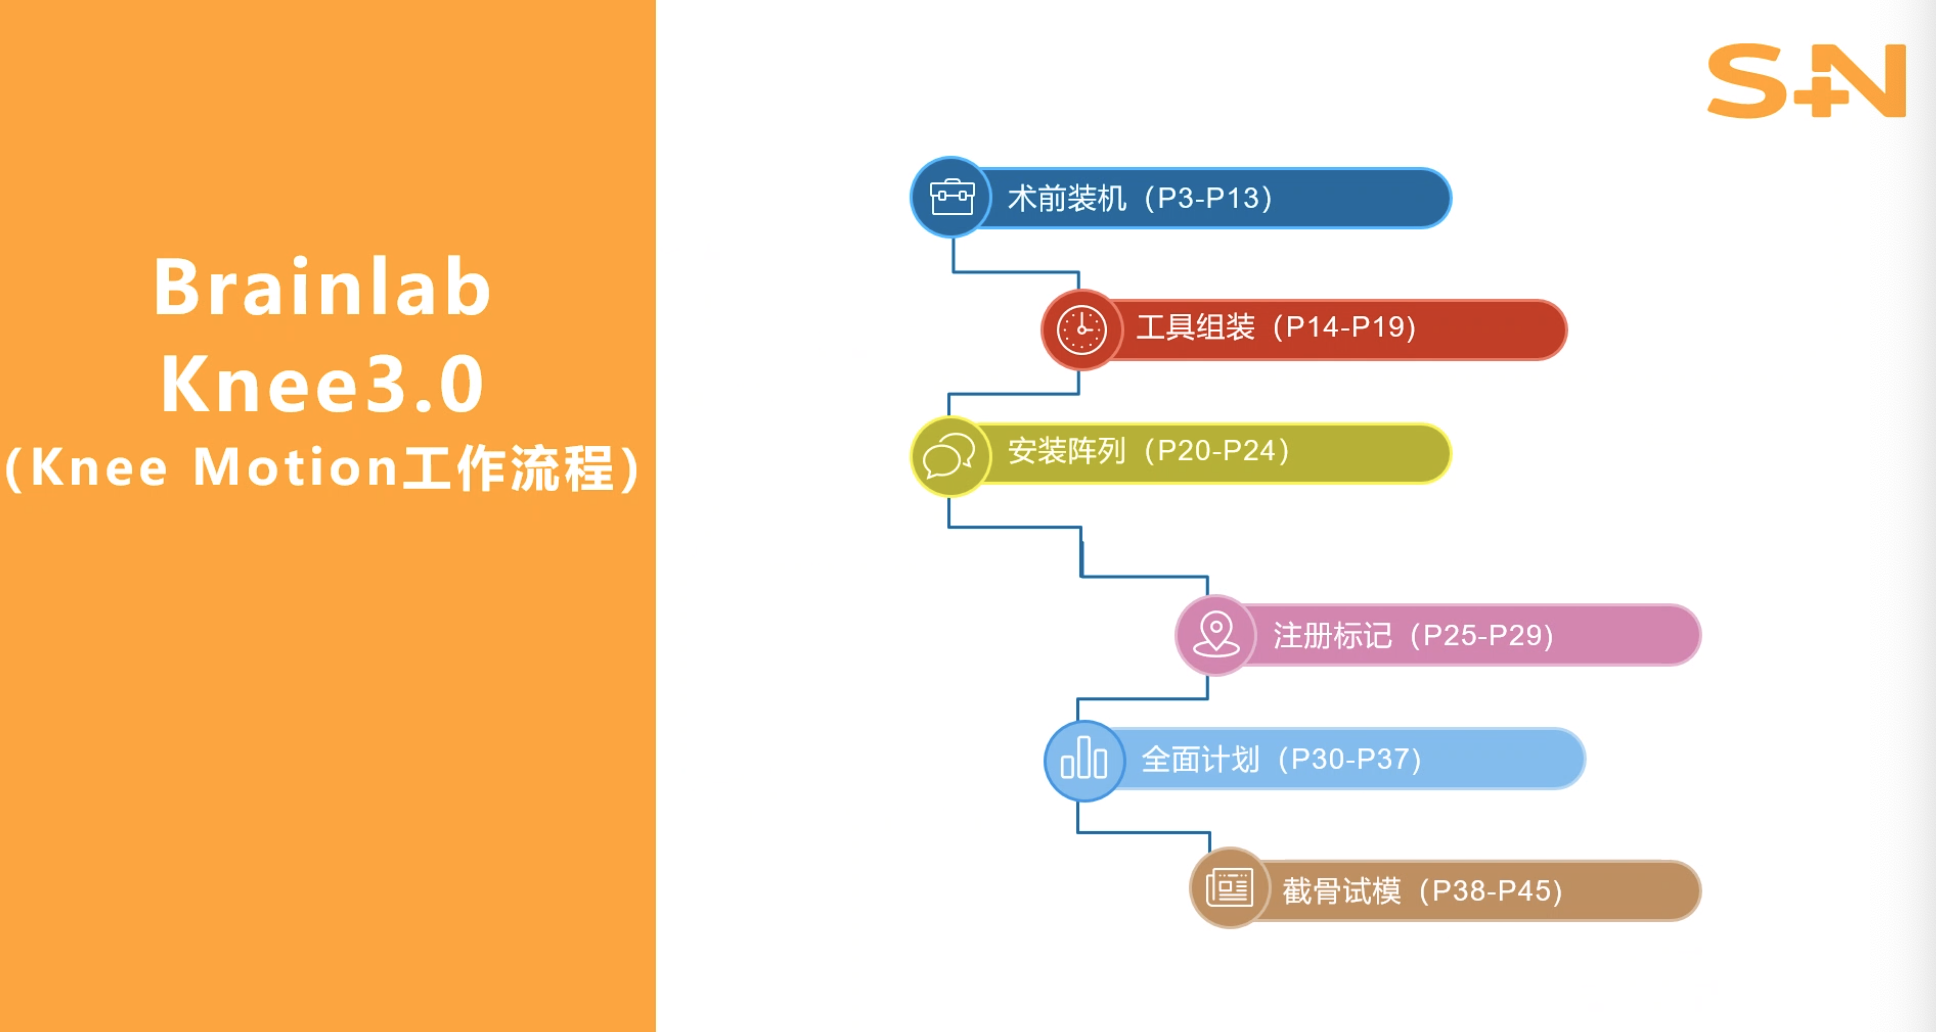 Brainlab
Knee3.0
(Knee Motion工作流程)
S+N
术前装机（P3-P13）
工具组装（P14-P19）
安装阵列（P20-P24）
注册标记（P25-P29）
全面计划（P30-P37）
截骨试模（P38-P45）